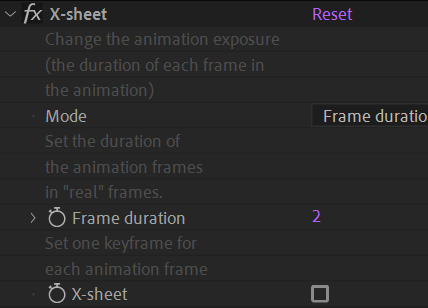 fx X-sheet Reset
Change the animation exposure
(the duration of each frame in
the animation)
Mode Frame duratio
Set the duration of
the animation frames
in "real" frames.
Frame duration 2
Set one keyframe for
each animation frame
X-sheet